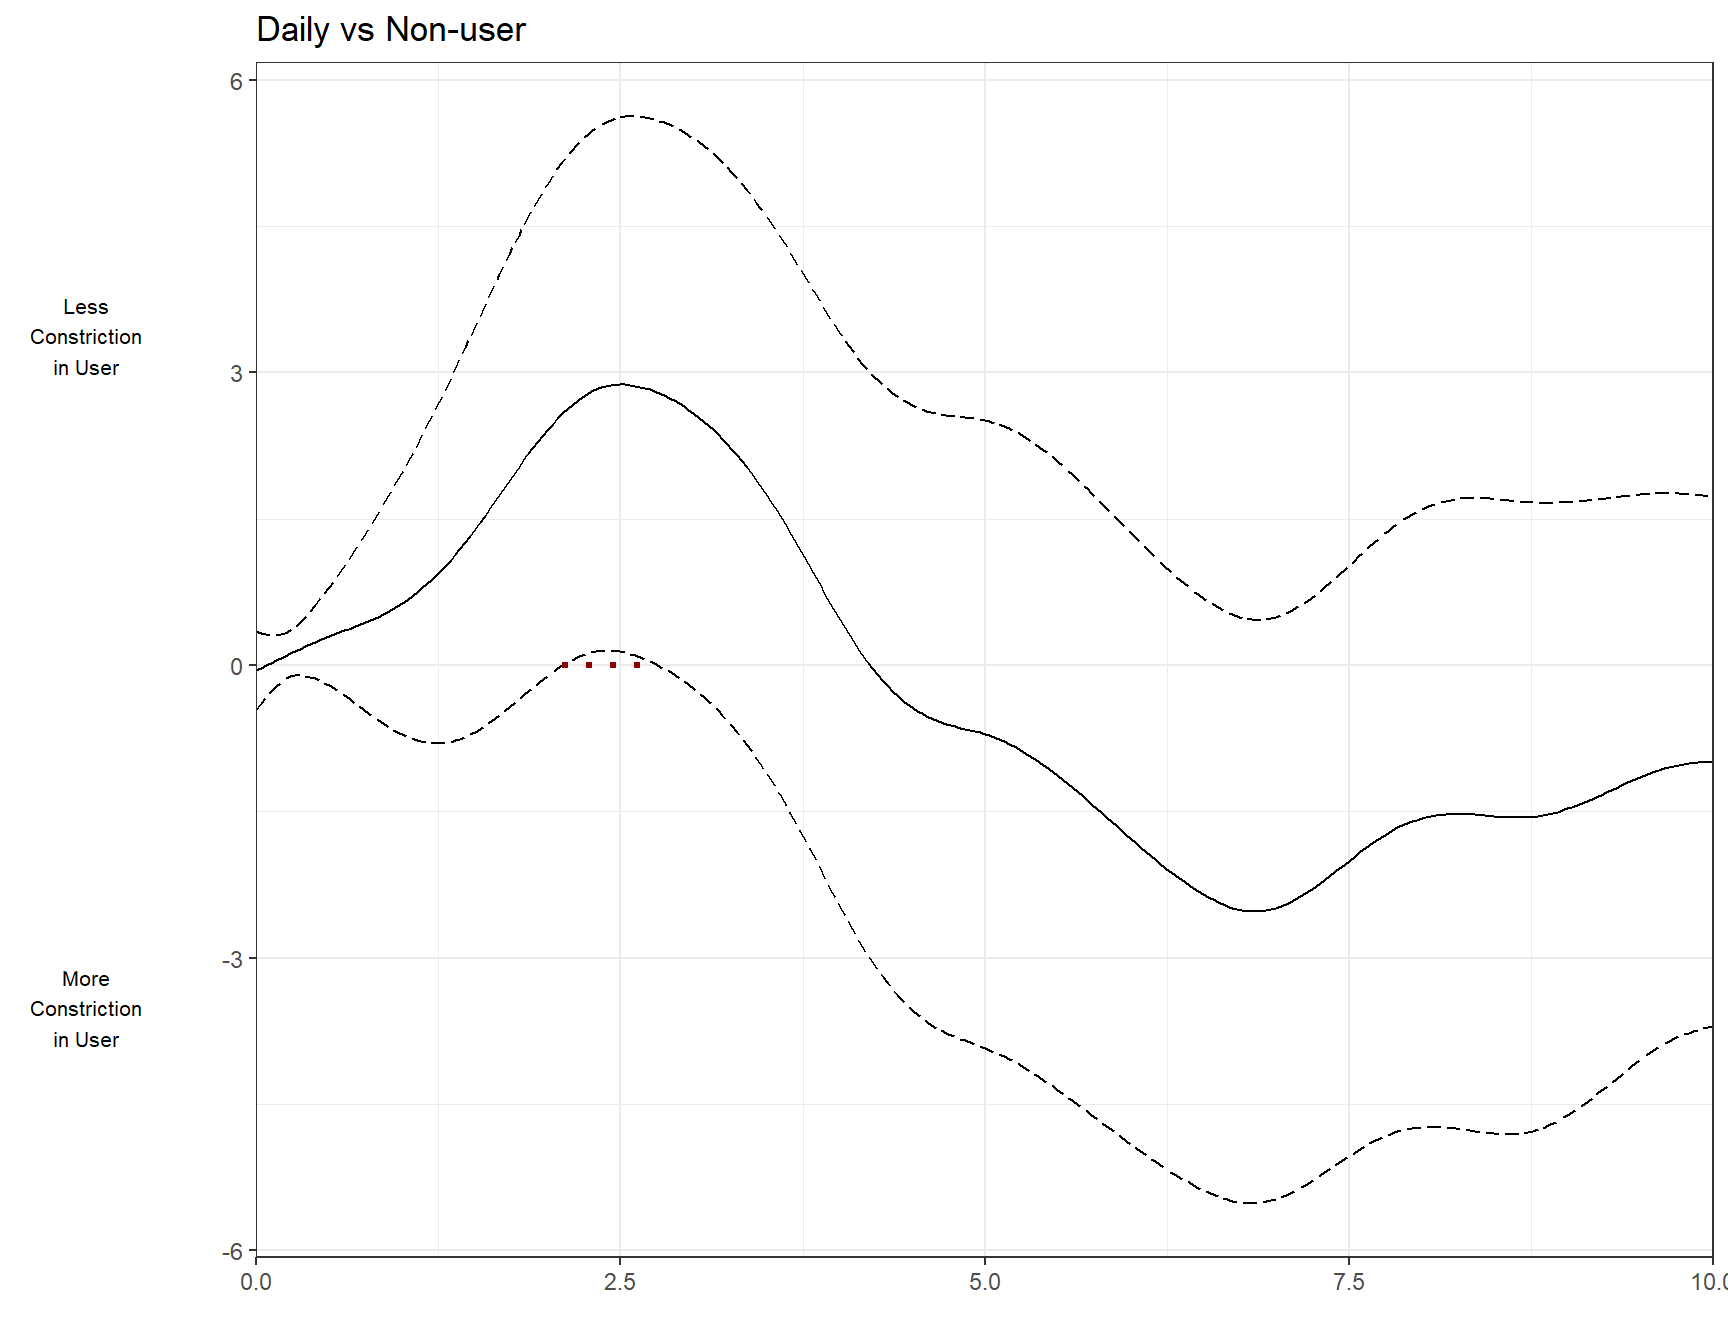 Daily vs Non-user
6
Less
Constriction
in User
3
0
-3
More
Constriction
in User
-6
0.0 2.5 5.0 7.5 10.0